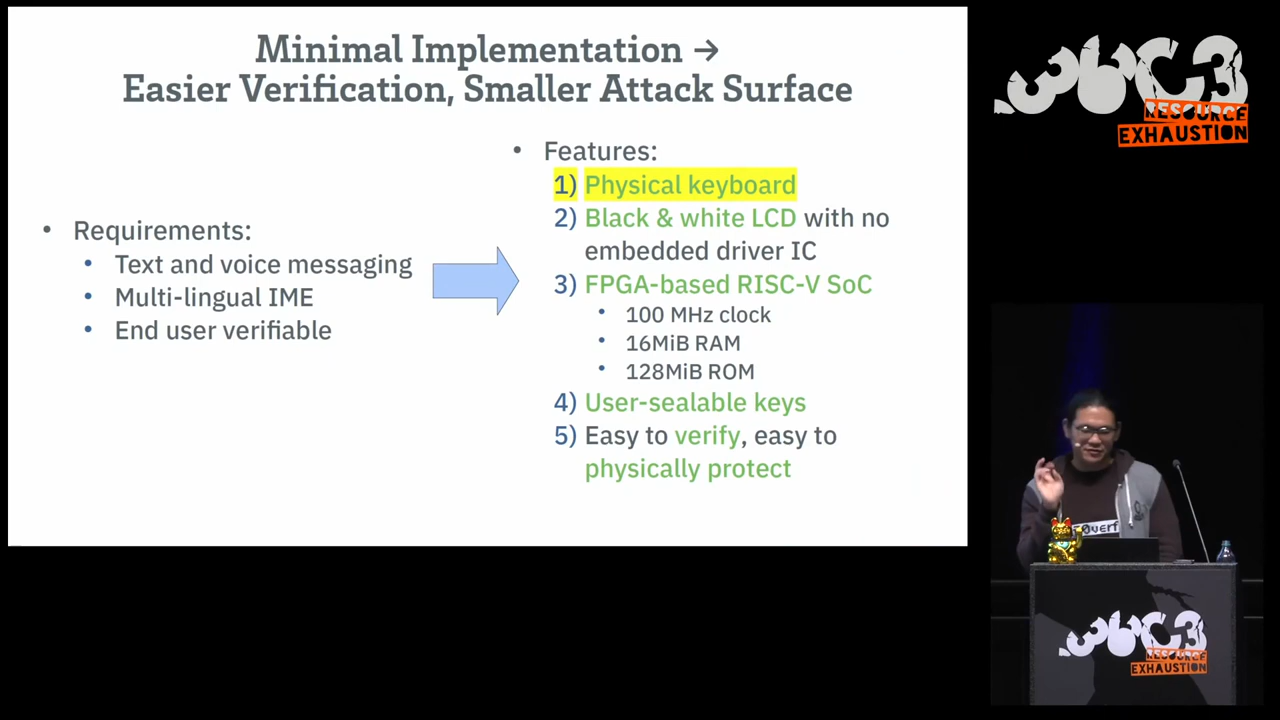 Minimal Implementation →
Easier Verification, Smaller Attack Surface
• Requirements:
• Text and voice messaging
• Multi-lingual IME
• End user verifiable
• Features:
1) Physical keyboard
2) Black & white LCD with no
embedded driver IC
3) FPGA-based RISC-V SoC
• 100 MHz clock
• 16MiB RAM
• 128MiB ROM
4) User-sealable keys
5) Easy to verify, easy to
physically protect
36C3
RESOURCE
EXHAUSTION
36C3
RESOURCE
EXHAUSTION